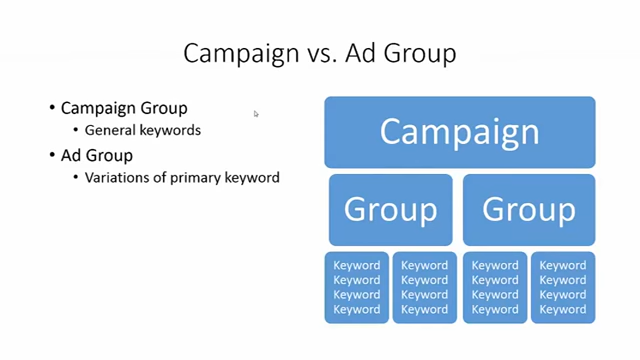 Campaign vs. Ad Group
• Campaign Group
• General keywords
• Ad Group
• Variations of primary keyword
Campaign
Group Group
Keyword Keyword Keyword Keyword
Keyword Keyword Keyword Keyword
Keyword Keyword Keyword Keyword
Keyword Keyword Keyword Keyword